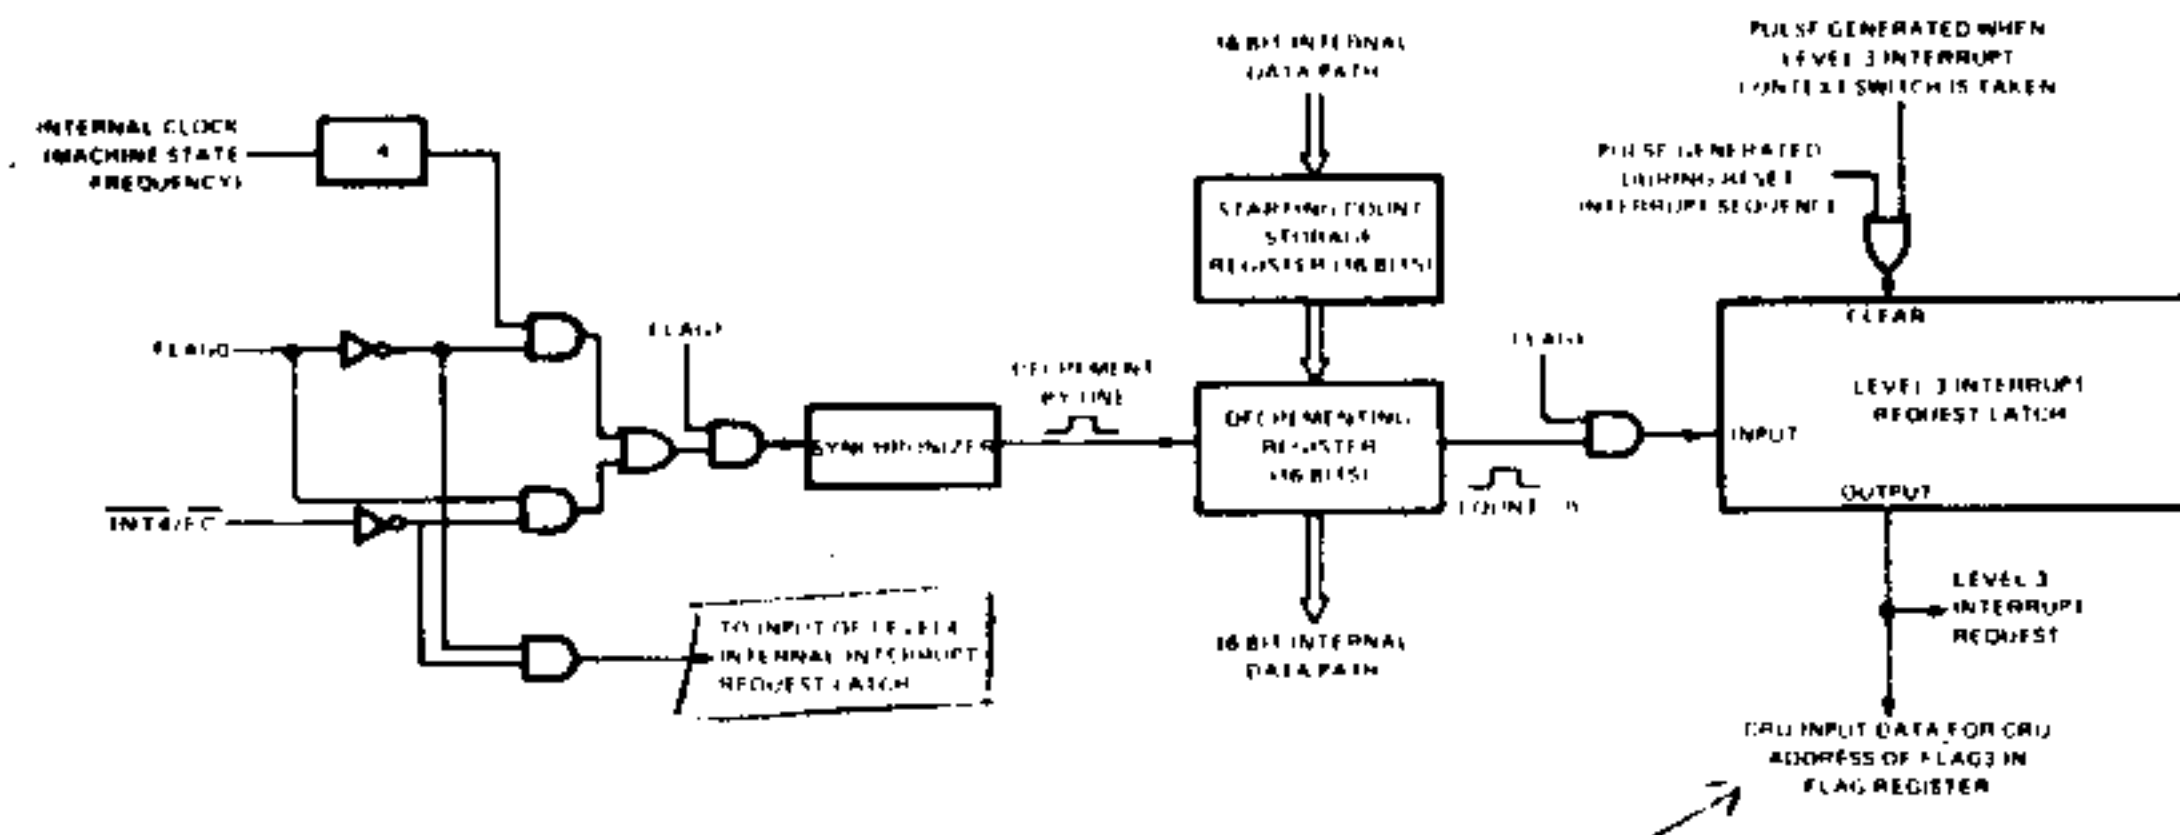 INTERNAL CLOCK
(MACHINE STATE
FREQUENCY)
4
FLAG0
INT4/EC
FLAG
SYNCHRONIZER
TO INPUT OF LEVEL 4
INTERNAL INTERRUPT
REQUEST LATCH
DECREMENT
BY ONE
16 BIT INTERNAL
DATA PATH
STARTING COUNT
STORAGE
REGISTER (16 BITS)
DECREMENTING
REGISTER
(16 BITS)
16 BIT INTERNAL
DATA PATH
COUNT 0
FLAG
PULSE GENERATED WHEN
LEVEL 3 INTERRUPT
CONTEXT SWITCH IS TAKEN
PULSE GENERATED
DURING RESET
INTERRUPT SEQUENCE
CLEAR
LEVEL 3 INTERRUPT
REQUEST LATCH
INPUT
OUTPUT
LEVEL 3
INTERRUPT
REQUEST
CRU INPUT DATA FOR CRU
ADDRESS OF FLAG3 IN
FLAG REGISTER